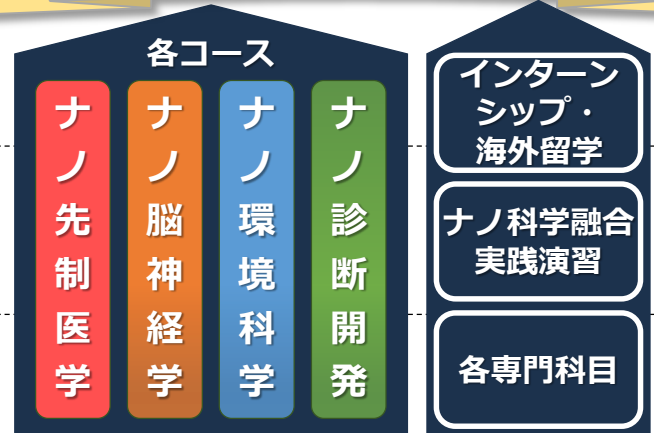 各コース
ナノ先制医学
ナノ脳神経学
ナノ環境科学
ナノ診断開発
インターン
シップ・
海外留学
ナノ科学融合
実践演習
各専門科目